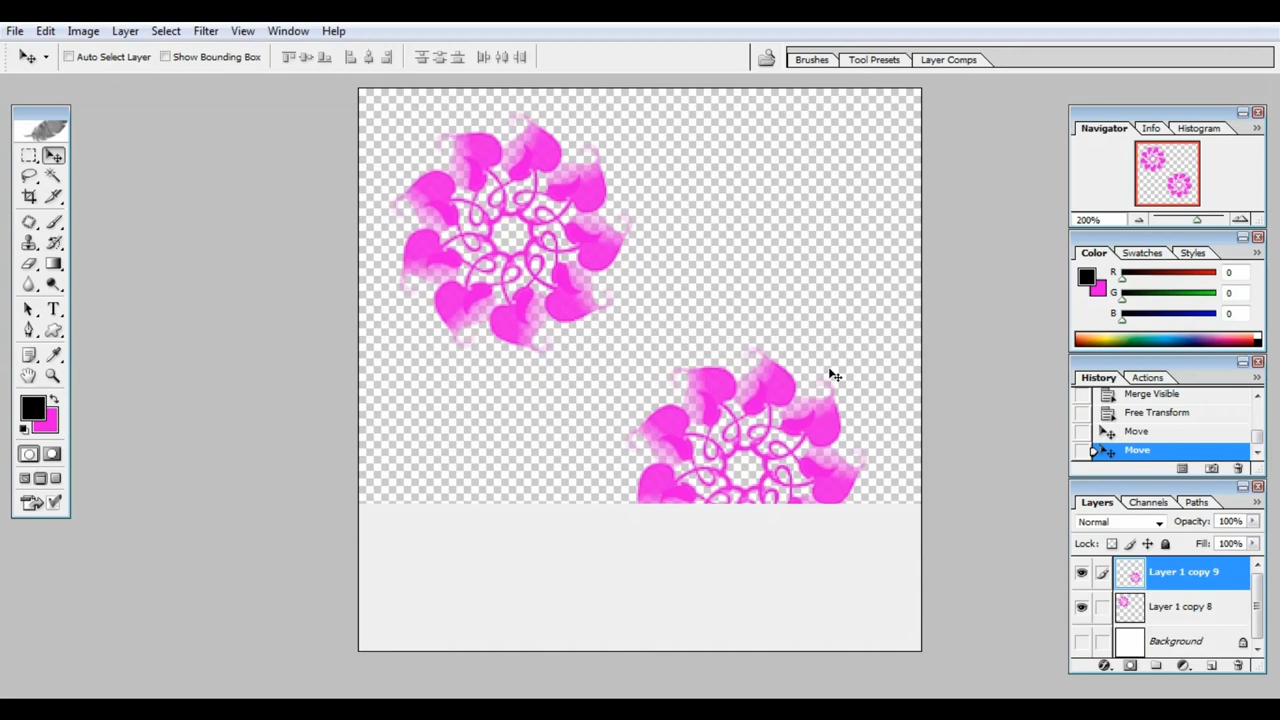 File Edit Image Layer Select Filter View Window Help
Auto Select Layer Show Bounding Box
Brushes Tool Presets Layer Comps
Navigator Info Histogram
200%
Color Swatches Styles
R 0
G 0
B 0
History Actions
Merge Visible
Free Transform
Move
Move
Layers Channels Paths
Normal Opacity: 100%
Lock: Fill: 100%
Layer 1 copy 9
Layer 1 copy 8
Background
T